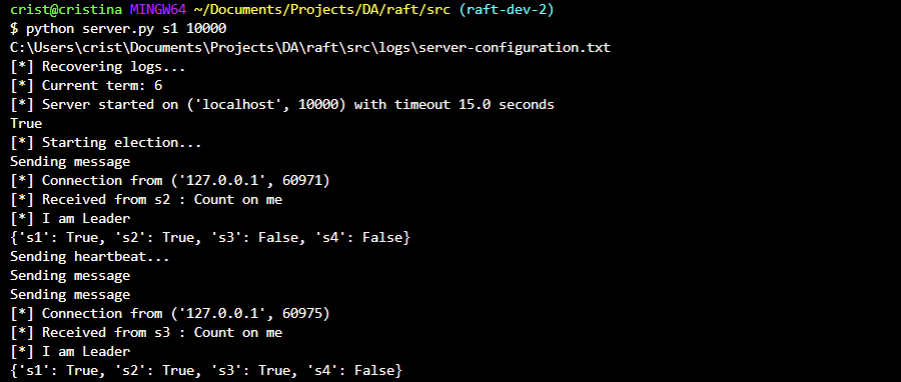 crist@cristina MINGW64 ~/Documents/Projects/DA/raft/src (raft-dev-2)
$ python server.py s1 10000
C:\Users\crist\Documents\Projects\DA\raft\src\logs\server-configuration.txt
[*] Recovering logs...
[*] Current term: 6
[*] Server started on ('localhost', 10000) with timeout 15.0 seconds
True
[*] Starting election...
Sending message
[*] Connection from ('127.0.0.1', 60971)
[*] Received from s2 : Count on me
[*] I am Leader
{'s1': True, 's2': True, 's3': False, 's4': False}
Sending heartbeat...
Sending message
Sending message
[*] Connection from ('127.0.0.1', 60975)
[*] Received from s3 : Count on me
[*] I am Leader
{'s1': True, 's2': True, 's3': True, 's4': False}